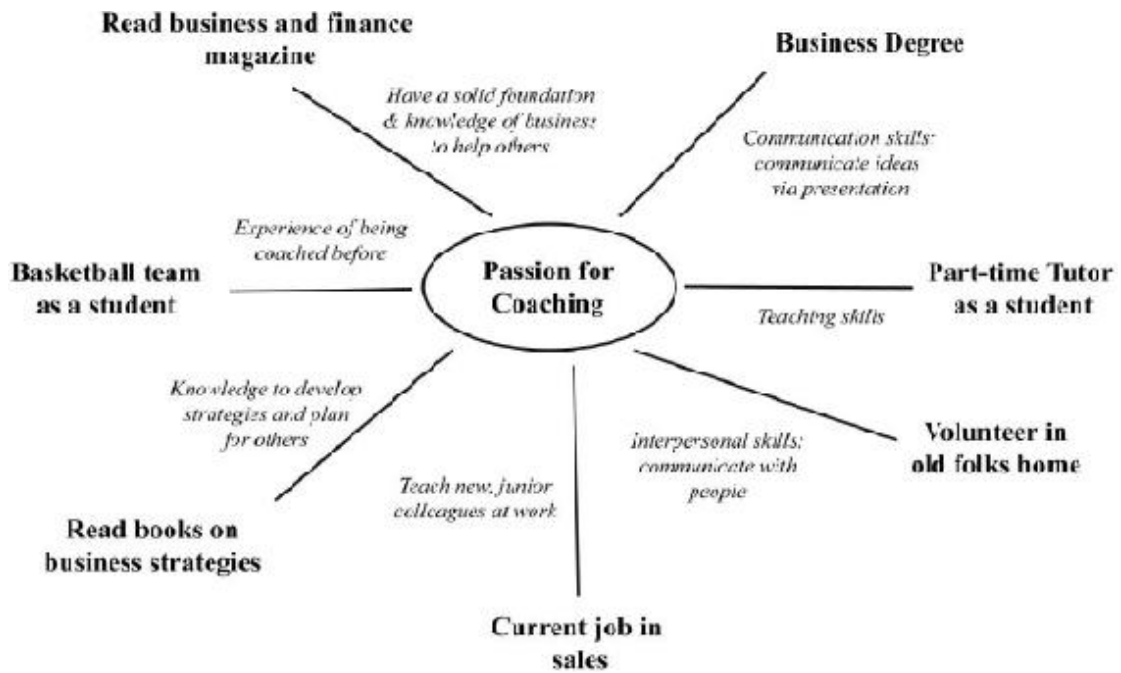 Read business and finance
magazine
Business Degree
Have a solid foundation
& knowledge of business
to help others
Communication skills:
communicate ideas
via presentation
Experience of being
coached before
Basketball team
as a student
Passion for
Coaching
Part-time Tutor
as a student
Teaching skills
Knowledge to develop
strategies and plan
for others
Interpersonal skills:
communicate with
people
Volunteer in
old folks home
Teach new, junior
colleagues at work
Read books on
business strategies
Current job in
sales